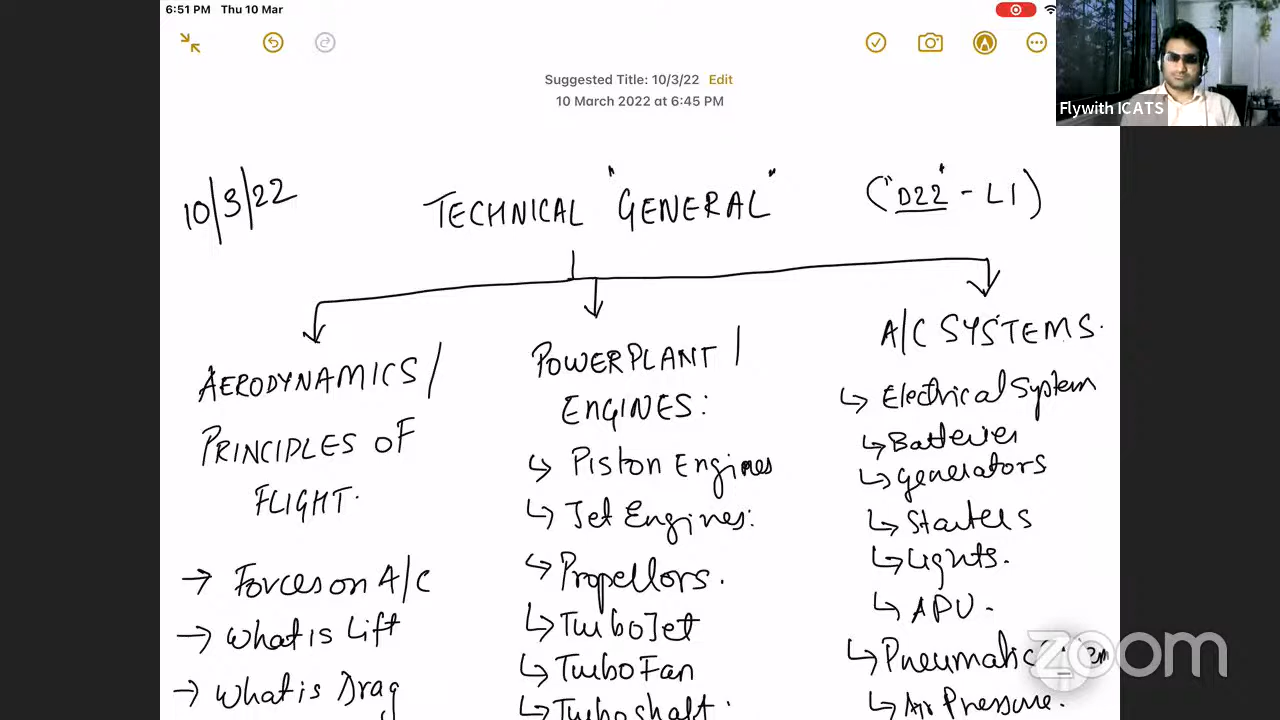 6:51 PM Thu 10 Mar
Suggested Title: 10/3/22 Edit
10 March 2022 at 6:45 PM
Flywith ICATS
10/3/22
TECHNICAL "GENERAL"
("D22" - L1)
AERODYNAMICS/
PRINCIPLES OF
FLIGHT.
→ Forces on A/C
→ What is Lift
→ What is Drag
POWERPLANT /
ENGINES:
↳ Piston Engines
↳ Jet Engines:
↳ Propellors.
↳ TurboJet
↳ TurboFan
↳ Turboshaft.
A/C SYSTEMS.
↳ Electrical System
↳ Batteries
↳ Generators
↳ Starters
↳ Lights.
↳ APU.
↳ Pneumatic
↳ Air Pressure.
zoom